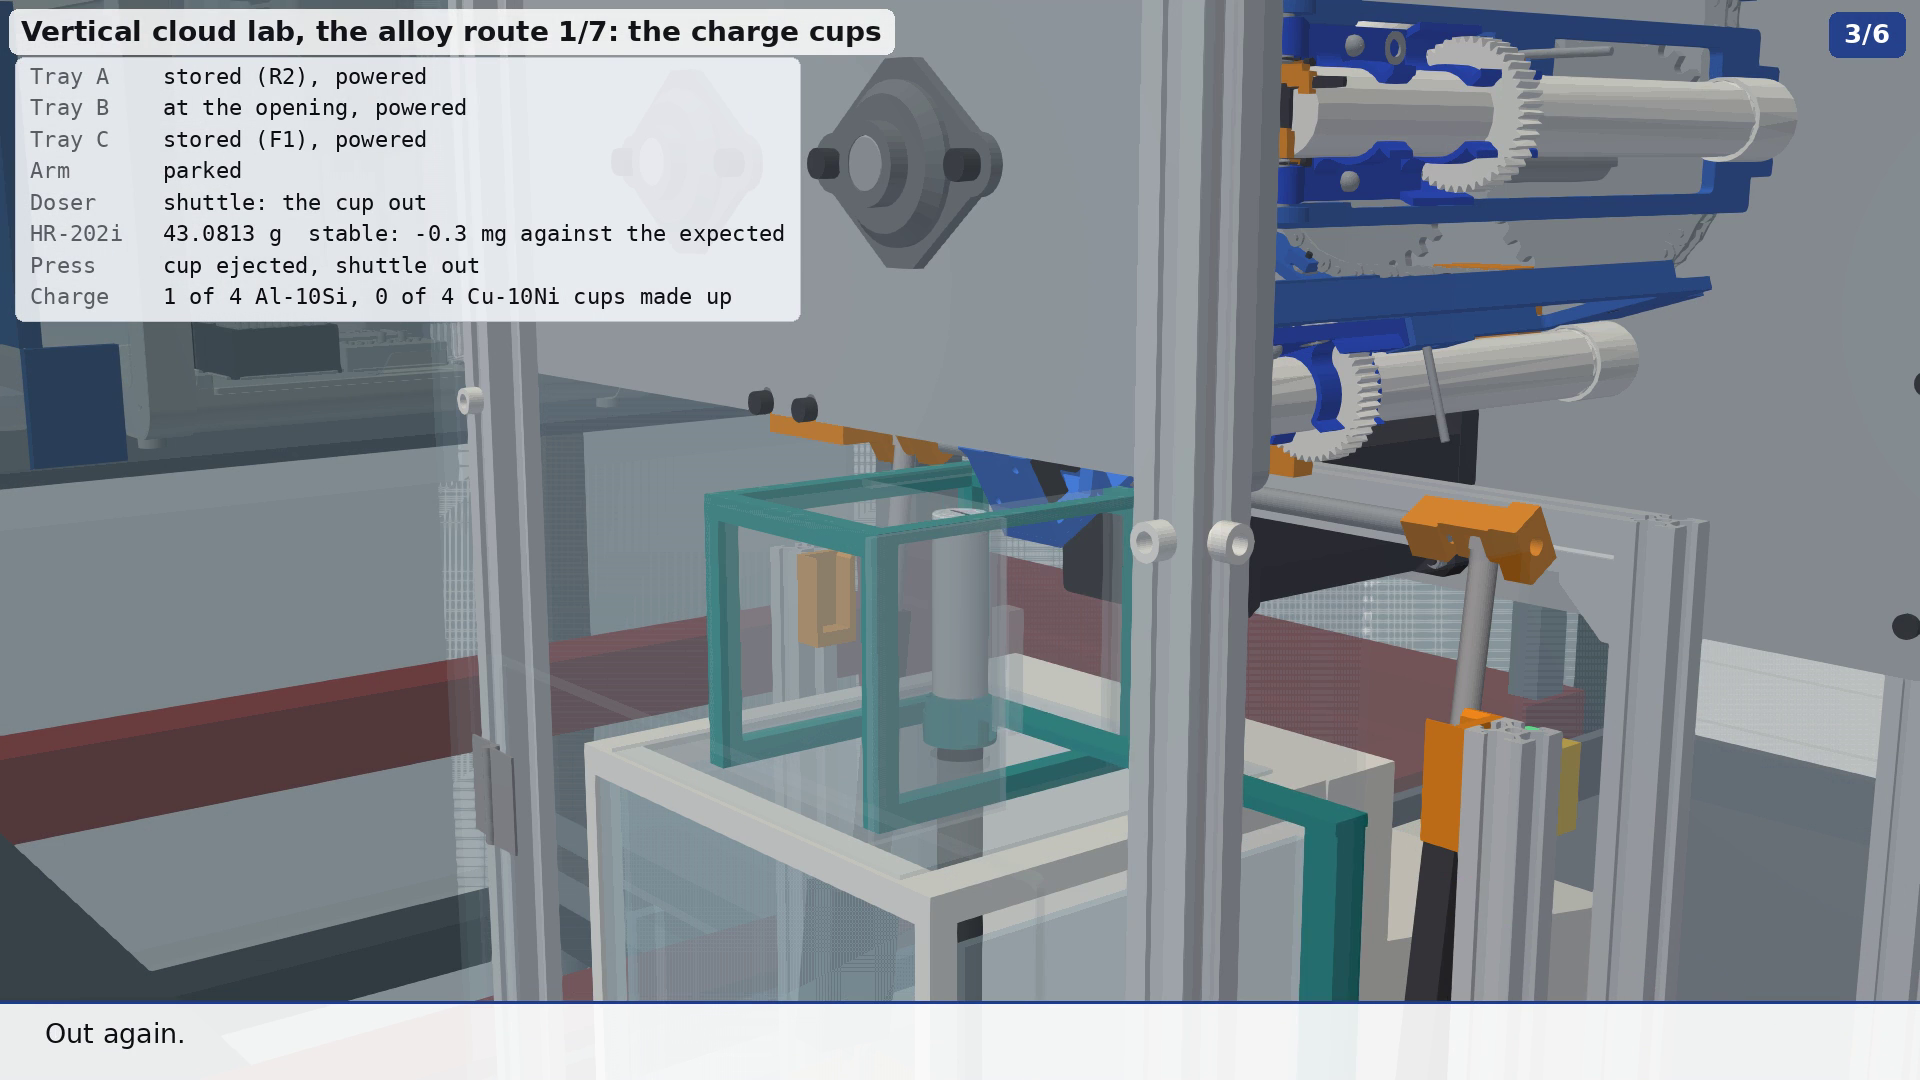 Vertical cloud lab, the alloy route 1/7: the charge cups
3/6
Tray A stored (R2), powered
Tray B at the opening, powered
Tray C stored (F1), powered
Arm parked
Doser shuttle: the cup out
HR-202i 43.0813 g stable: -0.3 mg against the expected
Press cup ejected, shuttle out
Charge 1 of 4 Al-10Si, 0 of 4 Cu-10Ni cups made up
Out again.